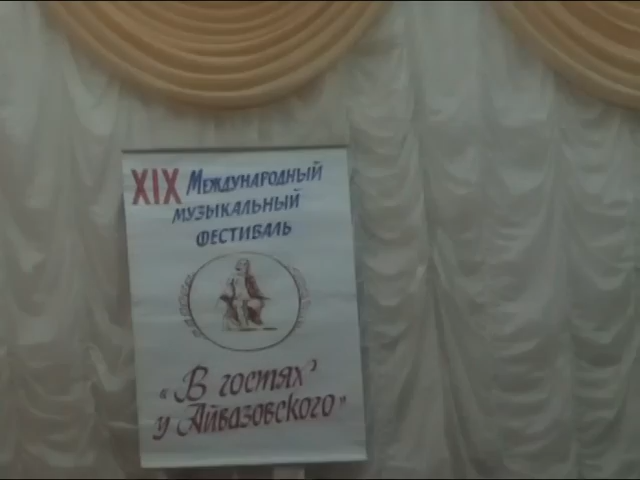 XIX МЕЖДУНАРОДНЫЙ
МУЗЫКАЛЬНЫЙ
ФЕСТИВАЛЬ
«В гостях
у Айвазовского»